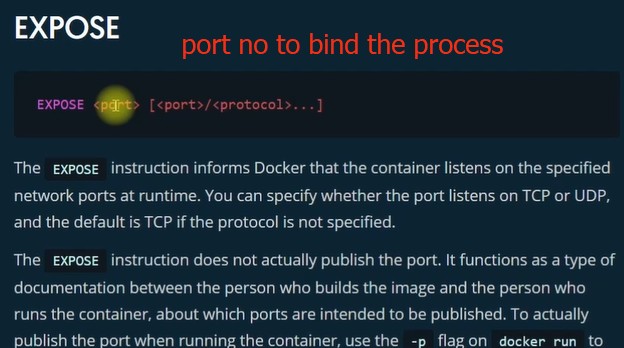 EXPOSE
port no to bind the process
EXPOSE <port> [<port>/<protocol>...]
The EXPOSE instruction informs Docker that the container listens on the specified
network ports at runtime. You can specify whether the port listens on TCP or UDP,
and the default is TCP if the protocol is not specified.
The EXPOSE instruction does not actually publish the port. It functions as a type of
documentation between the person who builds the image and the person who
runs the container, about which ports are intended to be published. To actually
publish the port when running the container, use the -p flag on docker run to